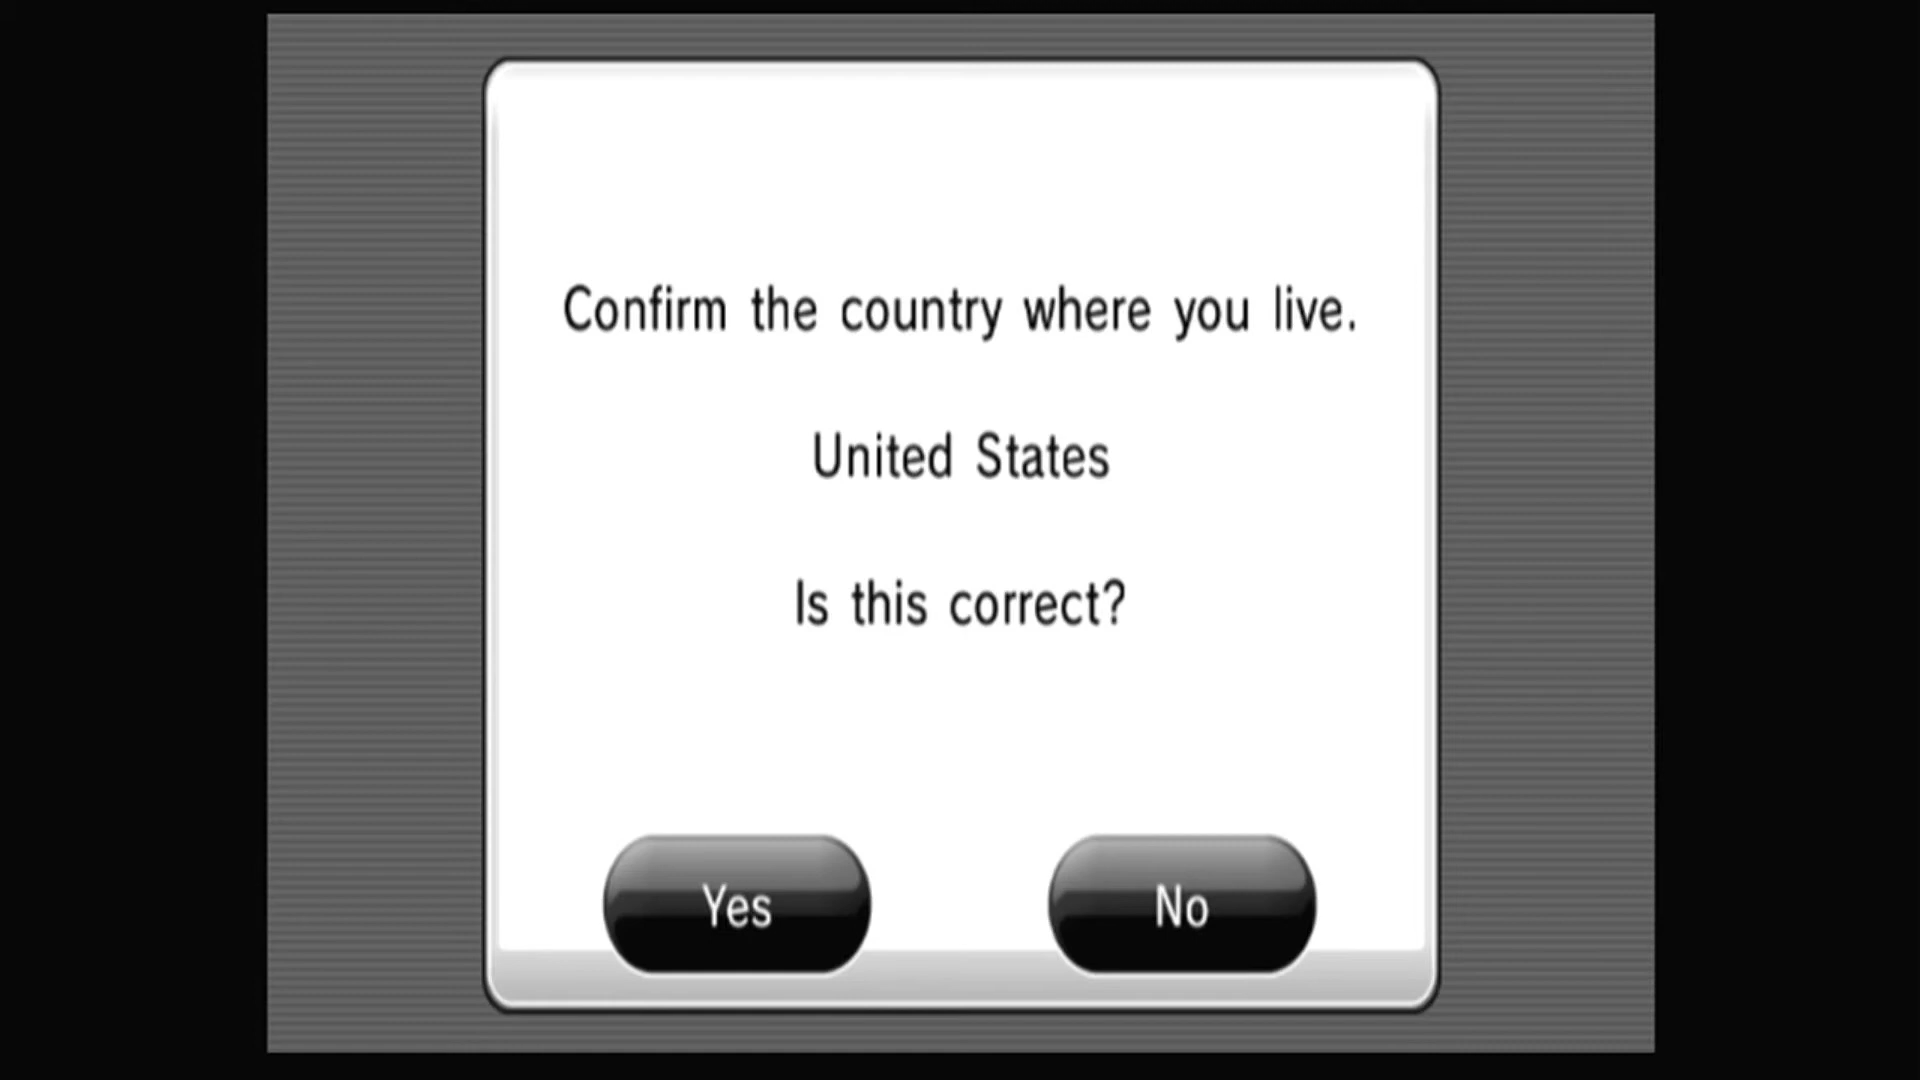 Confirm the country where you live.
United States
Is this correct?
Yes
No